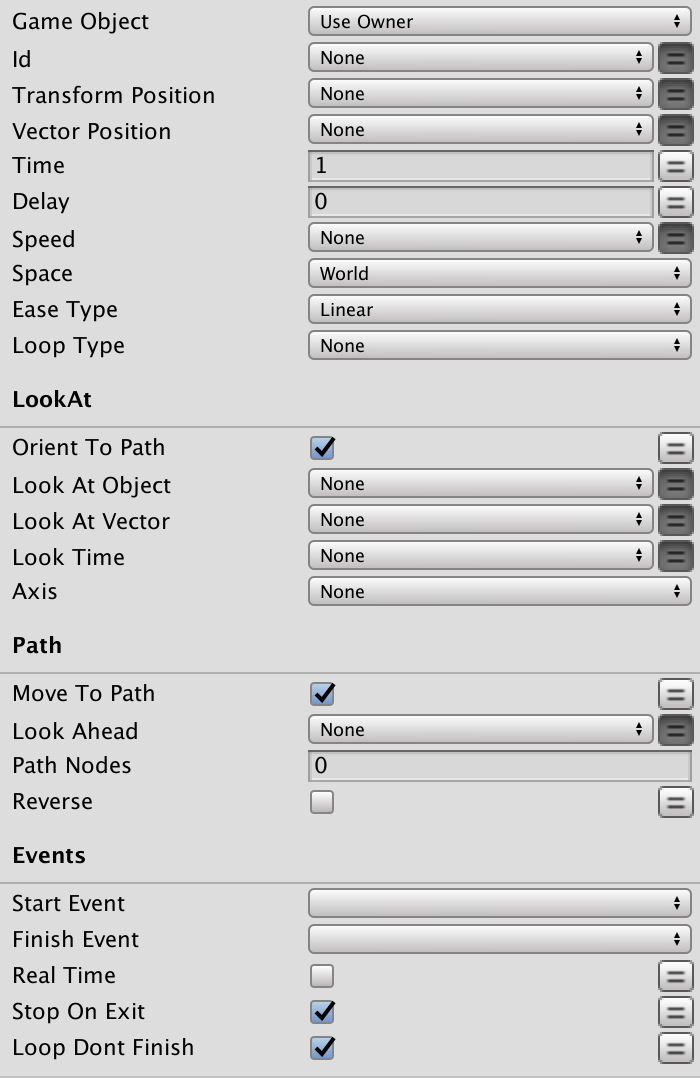 Game Object Use Owner
Id None
Transform Position None
Vector Position None
Time 1
Delay 0
Speed None
Space World
Ease Type Linear
Loop Type None
LookAt
Orient To Path
Look At Object None
Look At Vector None
Look Time None
Axis None
Path
Move To Path
Look Ahead None
Path Nodes 0
Reverse
Events
Start Event
Finish Event
Real Time
Stop On Exit
Loop Dont Finish